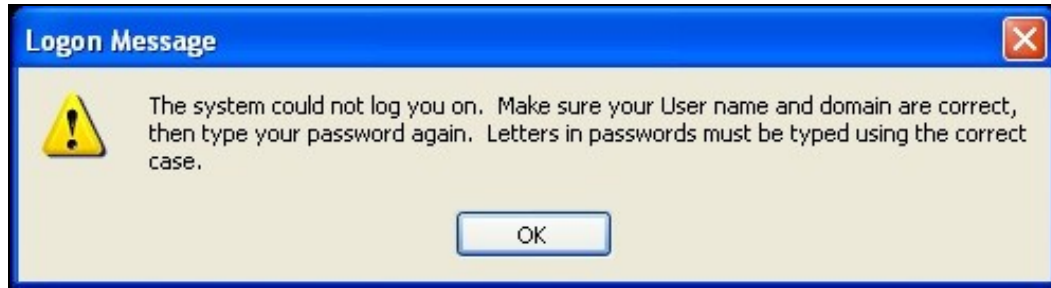 Logon Message
The system could not log you on.  Make sure your User name and domain are correct,
then type your password again.  Letters in passwords must be typed using the correct
case.
OK